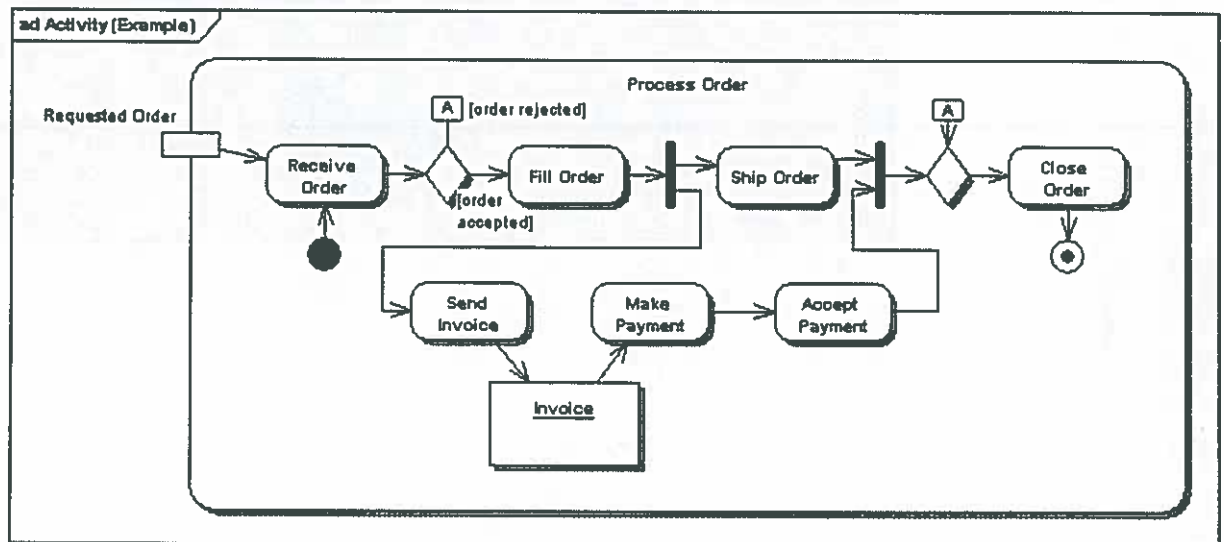 ad Activity (Example)
Process Order
Requested Order
A
[order rejected]
A
Receive
Order
Fill Order
Ship Order
Close
Order
[order
accepted]
Send
Invoice
Make
Payment
Accept
Payment
Invoice